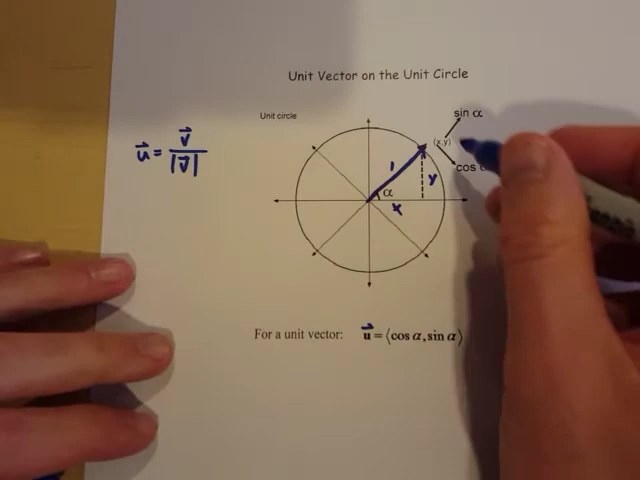 Unit Vector on the Unit Circle
Unit circle
sin α
(x,y)
cos
u⃗ = v⃗ / |v⃗|
1
y
α
x
For a unit vector: u⃗ = ⟨cos α, sin α⟩